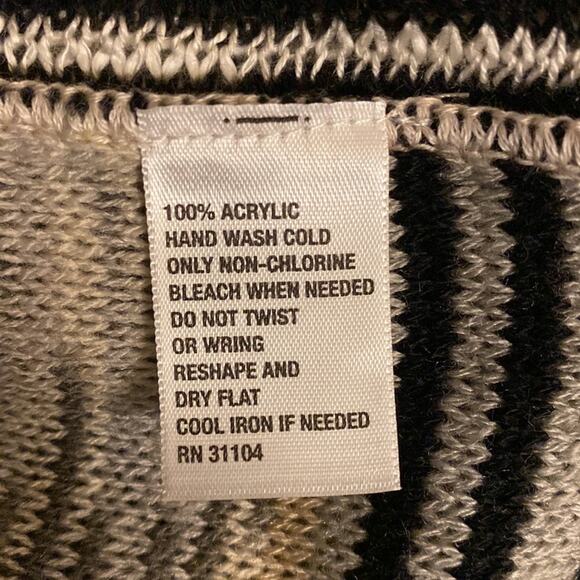 100% ACRYLIC
HAND WASH COLD
ONLY NON-CHLORINE
BLEACH WHEN NEEDED
DO NOT TWIST
OR WRING
RESHAPE AND
DRY FLAT
COOL IRON IF NEEDED
RN 31104